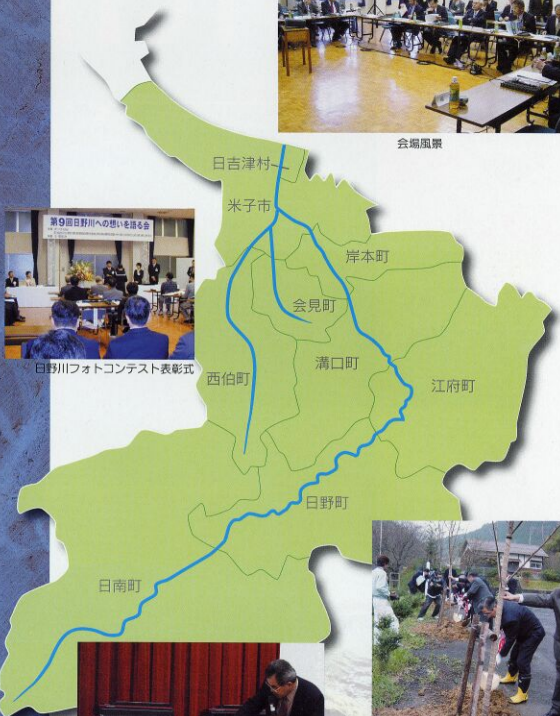 会場風景
日吉津村
米子市
第9回日野川への想いを語る会
岸本町
会見町
日野川フォトコンテスト表彰式
溝口町
西伯町
江府町
日野町
日南町